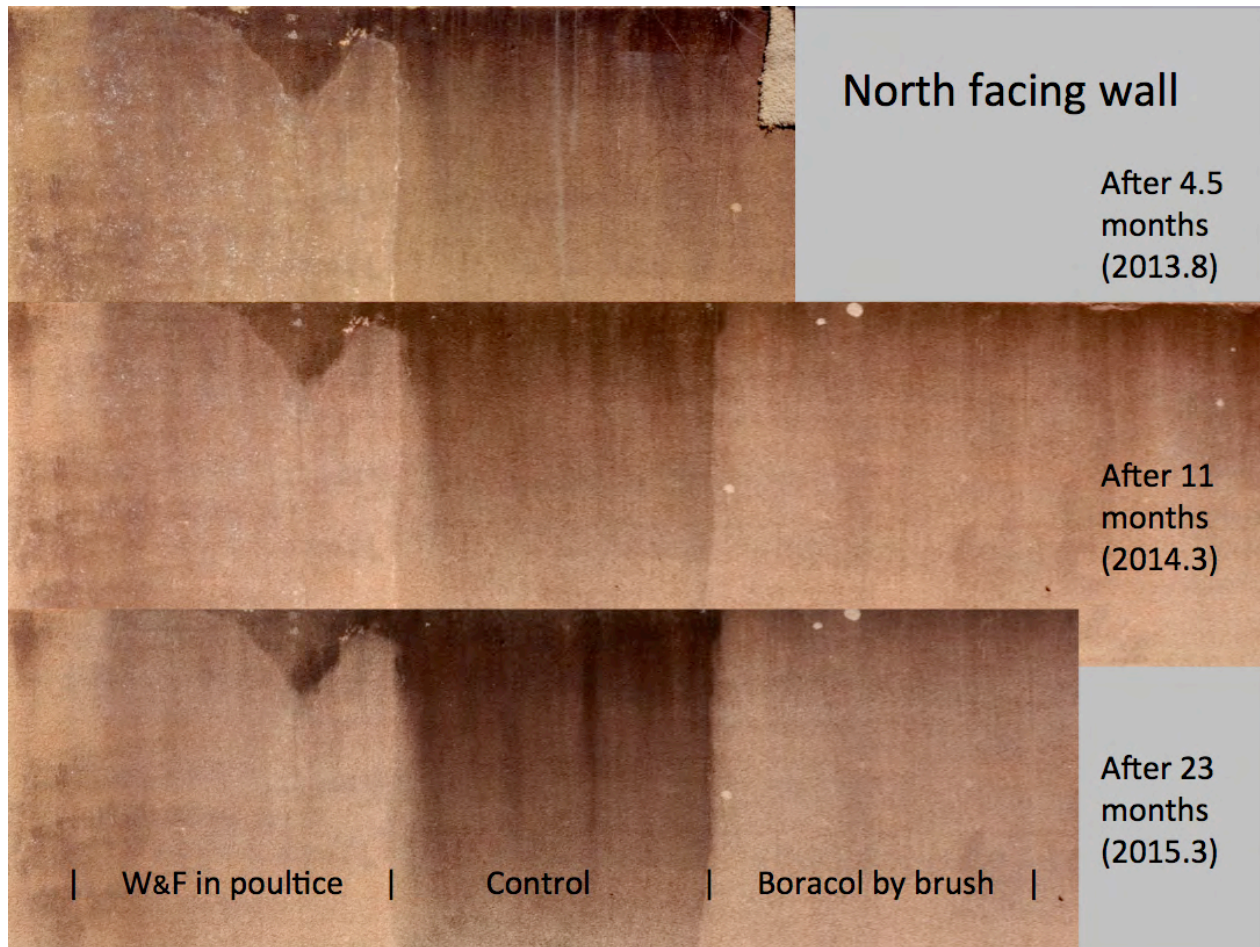 North facing wall
After 4.5
months
(2013.8)
After 11
months
(2014.3)
After 23
months
(2015.3)
| W&F in poultice | Control | Boracol by brush |